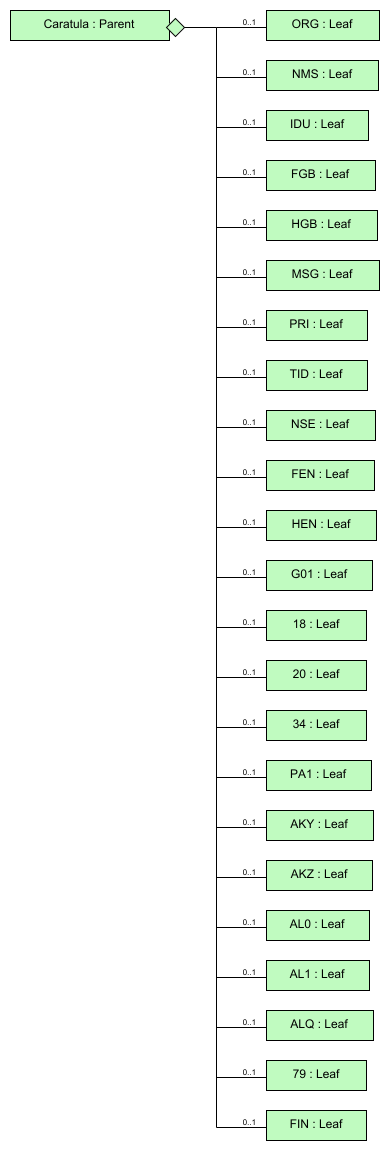 Caratula : Parent
0..1 ORG : Leaf
0..1 NMS : Leaf
0..1 IDU : Leaf
0..1 FGB : Leaf
0..1 HGB : Leaf
0..1 MSG : Leaf
0..1 PRI : Leaf
0..1 TID : Leaf
0..1 NSE : Leaf
0..1 FEN : Leaf
0..1 HEN : Leaf
0..1 G01 : Leaf
0..1 18 : Leaf
0..1 20 : Leaf
0..1 34 : Leaf
0..1 PA1 : Leaf
0..1 AKY : Leaf
0..1 AKZ : Leaf
0..1 AL0 : Leaf
0..1 AL1 : Leaf
0..1 ALQ : Leaf
0..1 79 : Leaf
0..1 FIN : Leaf